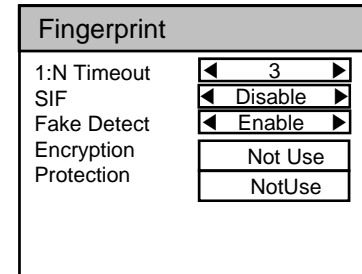 Fingerprint
1:N Timeout 3
SIF Disable
Fake Detect Enable
Encryption Not Use
Protection NotUse